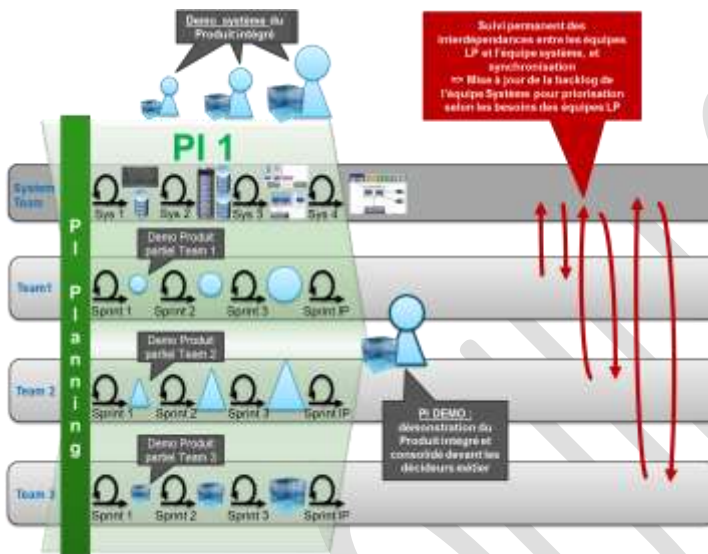 Demo système du
Produit intégré
Suivi permanent des
interdépendances entre les équipes
LP et l'équipe système, et
synchronisation
=> Mise à jour de la backlog de
l'équipe Système pour priorisation
selon les besoins des équipes LP
PI 1
PI Planning
System
Team
Sys 1
Sys 2
Sys 3
Sys 4
Demo Produit
partiel Team 1
Team1
Sprint 1
Sprint 2
Sprint 3
Sprint IP
Demo Produit
partiel Team 2
Team 2
Sprint 1
Sprint 2
Sprint 3
Sprint IP
PI DEMO :
démonstration du
Produit intégré et
consolidé devant les
décideurs métier
Demo Produit
partiel Team 3
Team 3
Sprint 1
Sprint 2
Sprint 3
Sprint IP